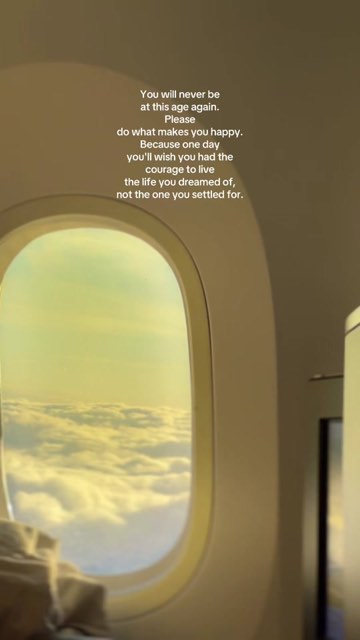 You will never be
at this age again.
Please
do what makes you happy.
Because one day
you'll wish you had the
courage to live
the life you dreamed of,
not the one you settled for.